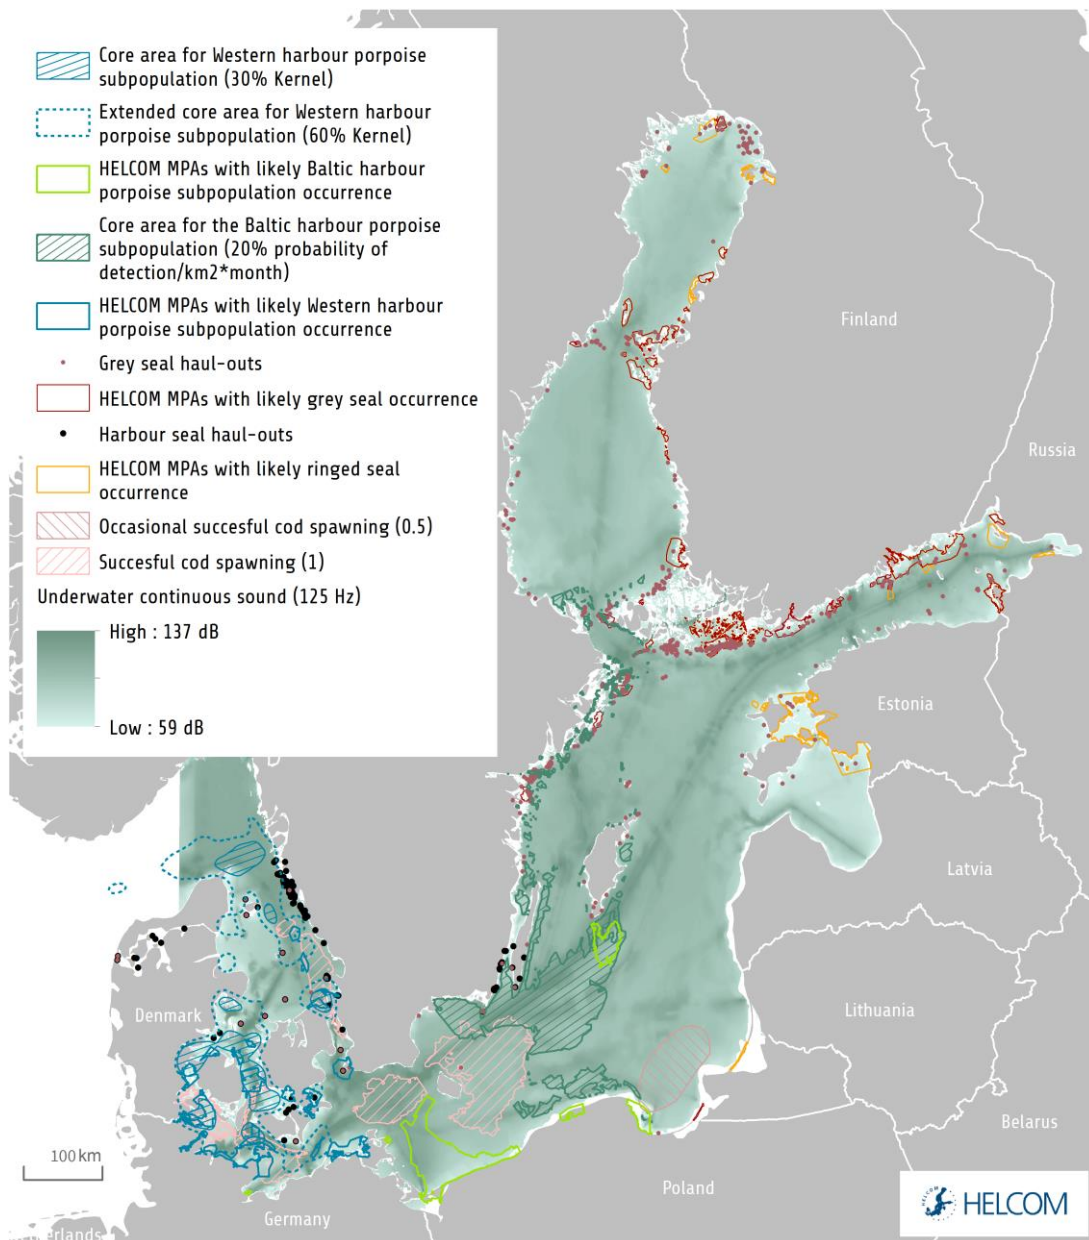 Core area for Western harbour porpoise
subpopulation (30% Kernel)
Extended core area for Western harbour
porpoise subpopulation (60% Kernel)
HELCOM MPAs with likely Baltic harbour
porpoise subpopulation occurrence
Core area for the Baltic harbour porpoise
subpopulation (20% probability of
detection/km2*month)
HELCOM MPAs with likely Western harbour
porpoise subpopulation occurrence
Grey seal haul-outs
HELCOM MPAs with likely grey seal occurrence
Harbour seal haul-outs
HELCOM MPAs with likely ringed seal
occurrence
Occasional succesful cod spawning (0.5)
Succesful cod spawning (1)
Underwater continuous sound (125 Hz)
High : 137 dB
Low : 59 dB
Finland
Russia
Estonia
Latvia
Lithuania
Denmark
Belarus
100 km
Poland
Germany
therlands
HELCOM